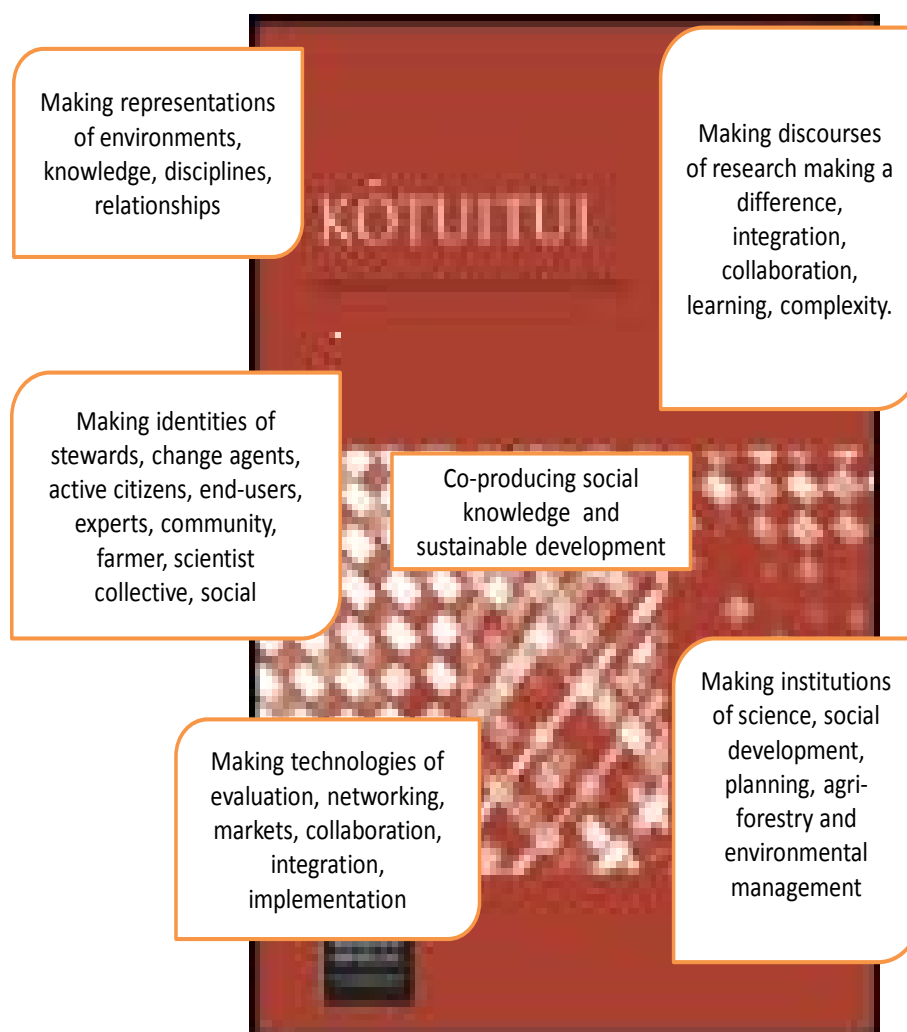 Making representations
of environments,
knowledge, disciplines,
relationships
Making discourses
of research making a
difference,
integration,
collaboration,
learning, complexity.
KŌTUITUI
Making identities of
stewards, change agents,
active citizens, end-users,
experts, community,
farmer, scientist
collective, social
Co-producing social
knowledge and
sustainable development
Making institutions
of science, social
development,
planning, agri-
forestry and
environmental
management
Making technologies of
evaluation, networking,
markets, collaboration,
integration,
implementation